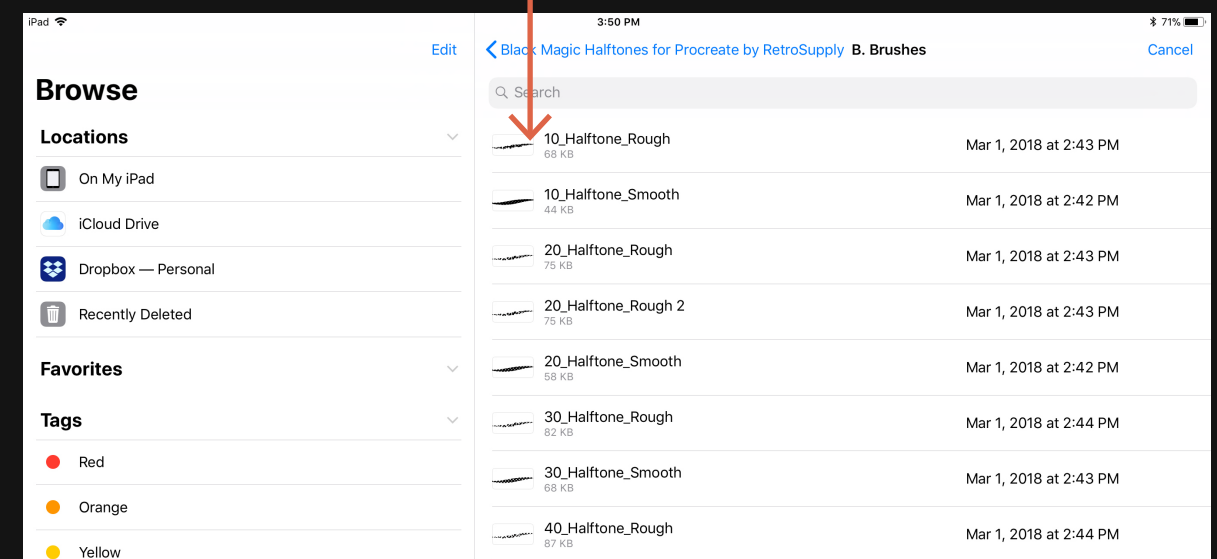 iPad 3:50 PM 71%
Edit
Black Magic Halftones for Procreate by RetroSupply B. Brushes Cancel
Browse
Search
Locations
On My iPad
iCloud Drive
Dropbox — Personal
Recently Deleted
Favorites
Tags
Red
Orange
Yellow
10_Halftone_Rough Mar 1, 2018 at 2:43 PM
68 KB
10_Halftone_Smooth Mar 1, 2018 at 2:42 PM
44 KB
20_Halftone_Rough Mar 1, 2018 at 2:43 PM
75 KB
20_Halftone_Rough 2 Mar 1, 2018 at 2:43 PM
75 KB
20_Halftone_Smooth Mar 1, 2018 at 2:42 PM
58 KB
30_Halftone_Rough Mar 1, 2018 at 2:44 PM
82 KB
30_Halftone_Smooth Mar 1, 2018 at 2:43 PM
68 KB
40_Halftone_Rough Mar 1, 2018 at 2:44 PM
87 KB